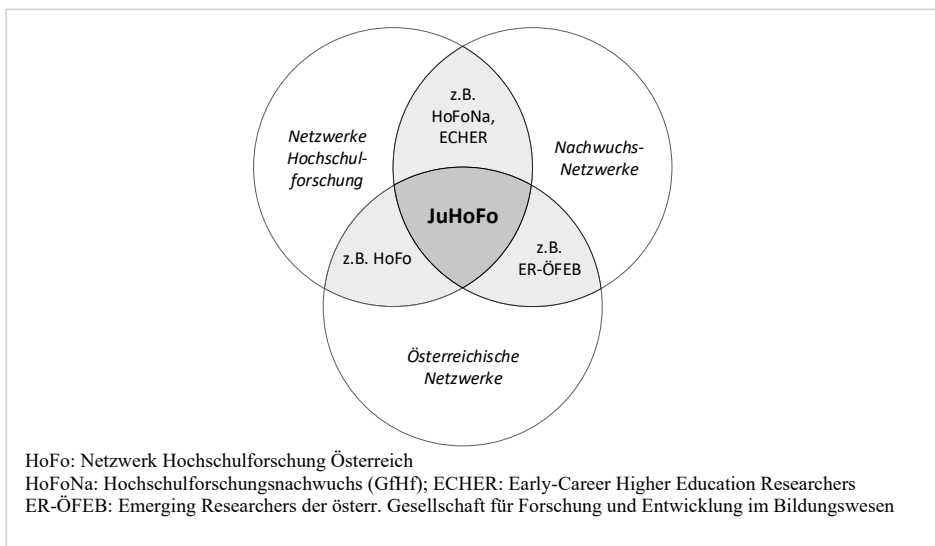 z.B.
HoFoNa,
ECHER
Netzwerke
Hochschul-
forschung
Nachwuchs-
Netzwerke
JuHoFo
z.B. HoFo
z.B.
ER-ÖFEB
Österreichische
Netzwerke
HoFo: Netzwerk Hochschulforschung Österreich
HoFoNa: Hochschulforschungsnachwuchs (GfHf); ECHER: Early-Career Higher Education Researchers
ER-ÖFEB: Emerging Researchers der österr. Gesellschaft für Forschung und Entwicklung im Bildungswesen